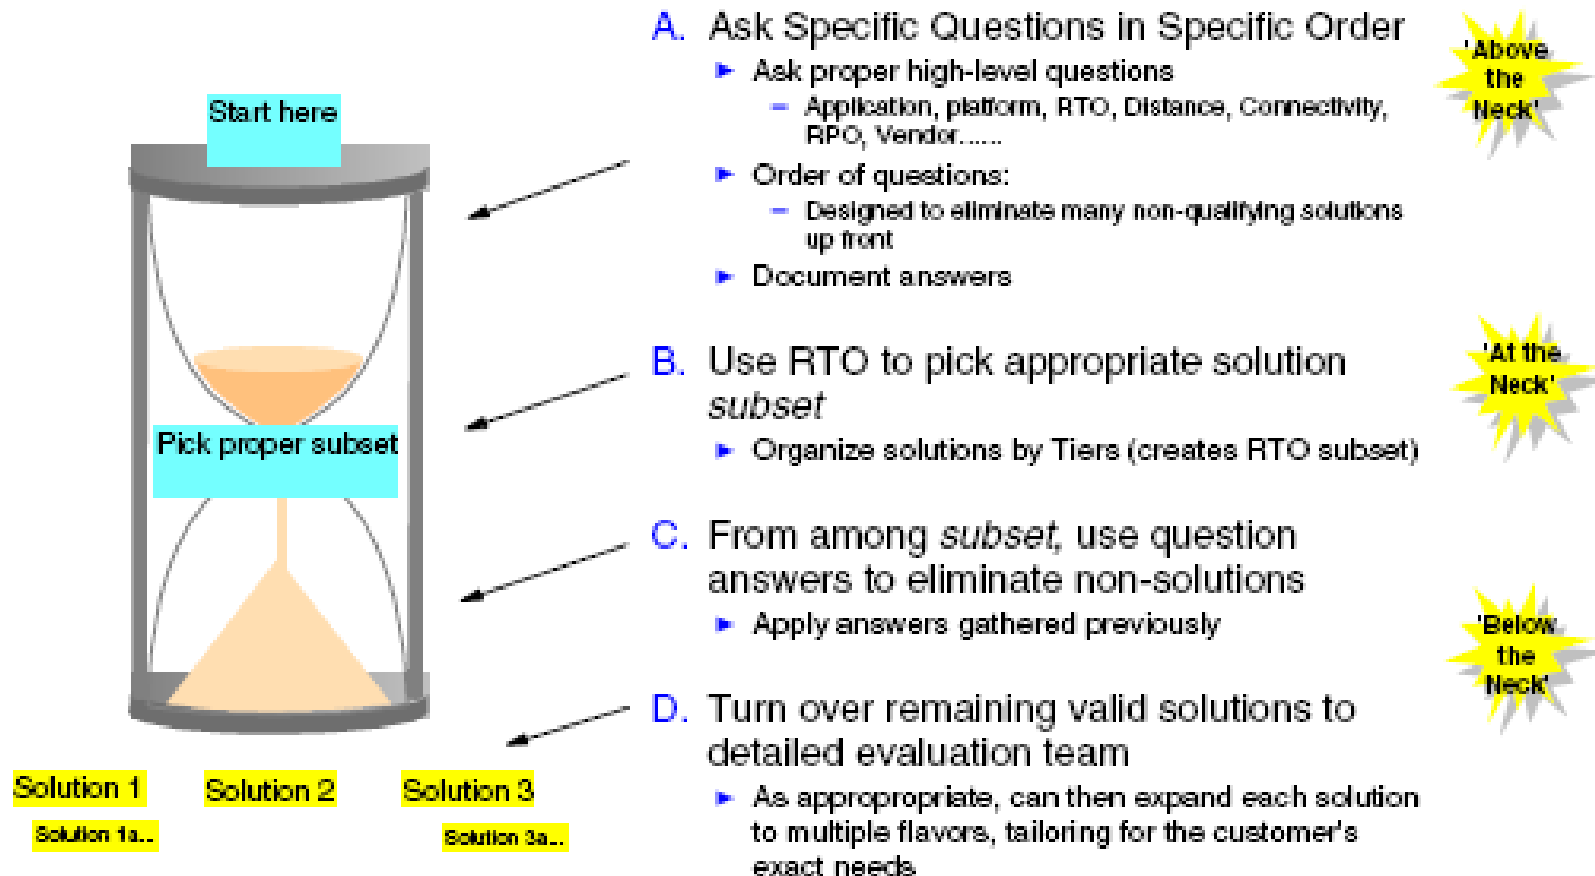 Start here
Pick proper subset
Solution 1
Solution 2
Solution 3
Solution 1a...
Solution 3a...
A. Ask Specific Questions in Specific Order
► Ask proper high-level questions
– Application, platform, RTO, Distance, Connectivity,
RPO, Vendor......
► Order of questions:
– Designed to eliminate many non-qualifying solutions
up front
► Document answers
'Above
the
Neck'
B. Use RTO to pick appropriate solution
subset
► Organize solutions by Tiers (creates RTO subset)
'At the
Neck'
C. From among subset, use question
answers to eliminate non-solutions
► Apply answers gathered previously
'Below
the
Neck'
D. Turn over remaining valid solutions to
detailed evaluation team
► As appropropriate, can then expand each solution
to multiple flavors, tailoring for the customer's
exact needs